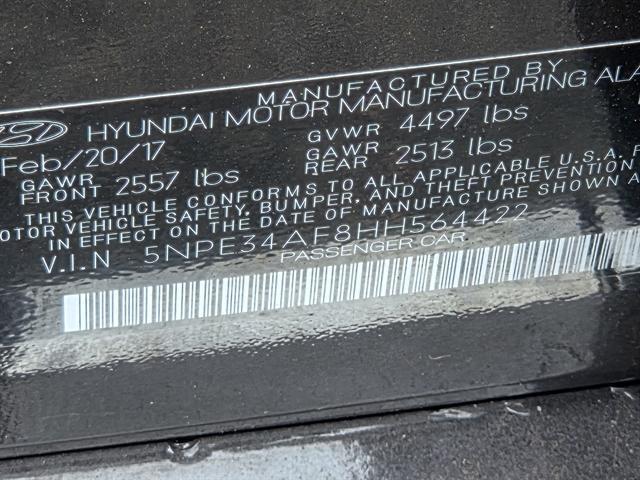 MANUFACTURED BY
HYUNDAI MOTOR MANUFACTURING ALA
Feb/20/17 GVWR 4497 lbs
GAWR FRONT 2557 lbs GAWR REAR 2513 lbs
THIS VEHICLE CONFORMS TO ALL APPLICABLE U.S.A. F
OTOR VEHICLE SAFETY, BUMPER, AND THEFT PREVENTION
IN EFFECT ON THE DATE OF MANUFACTURE SHOWN A
V.I.N 5NPE34AF8HH564422
PASSENGER CAR